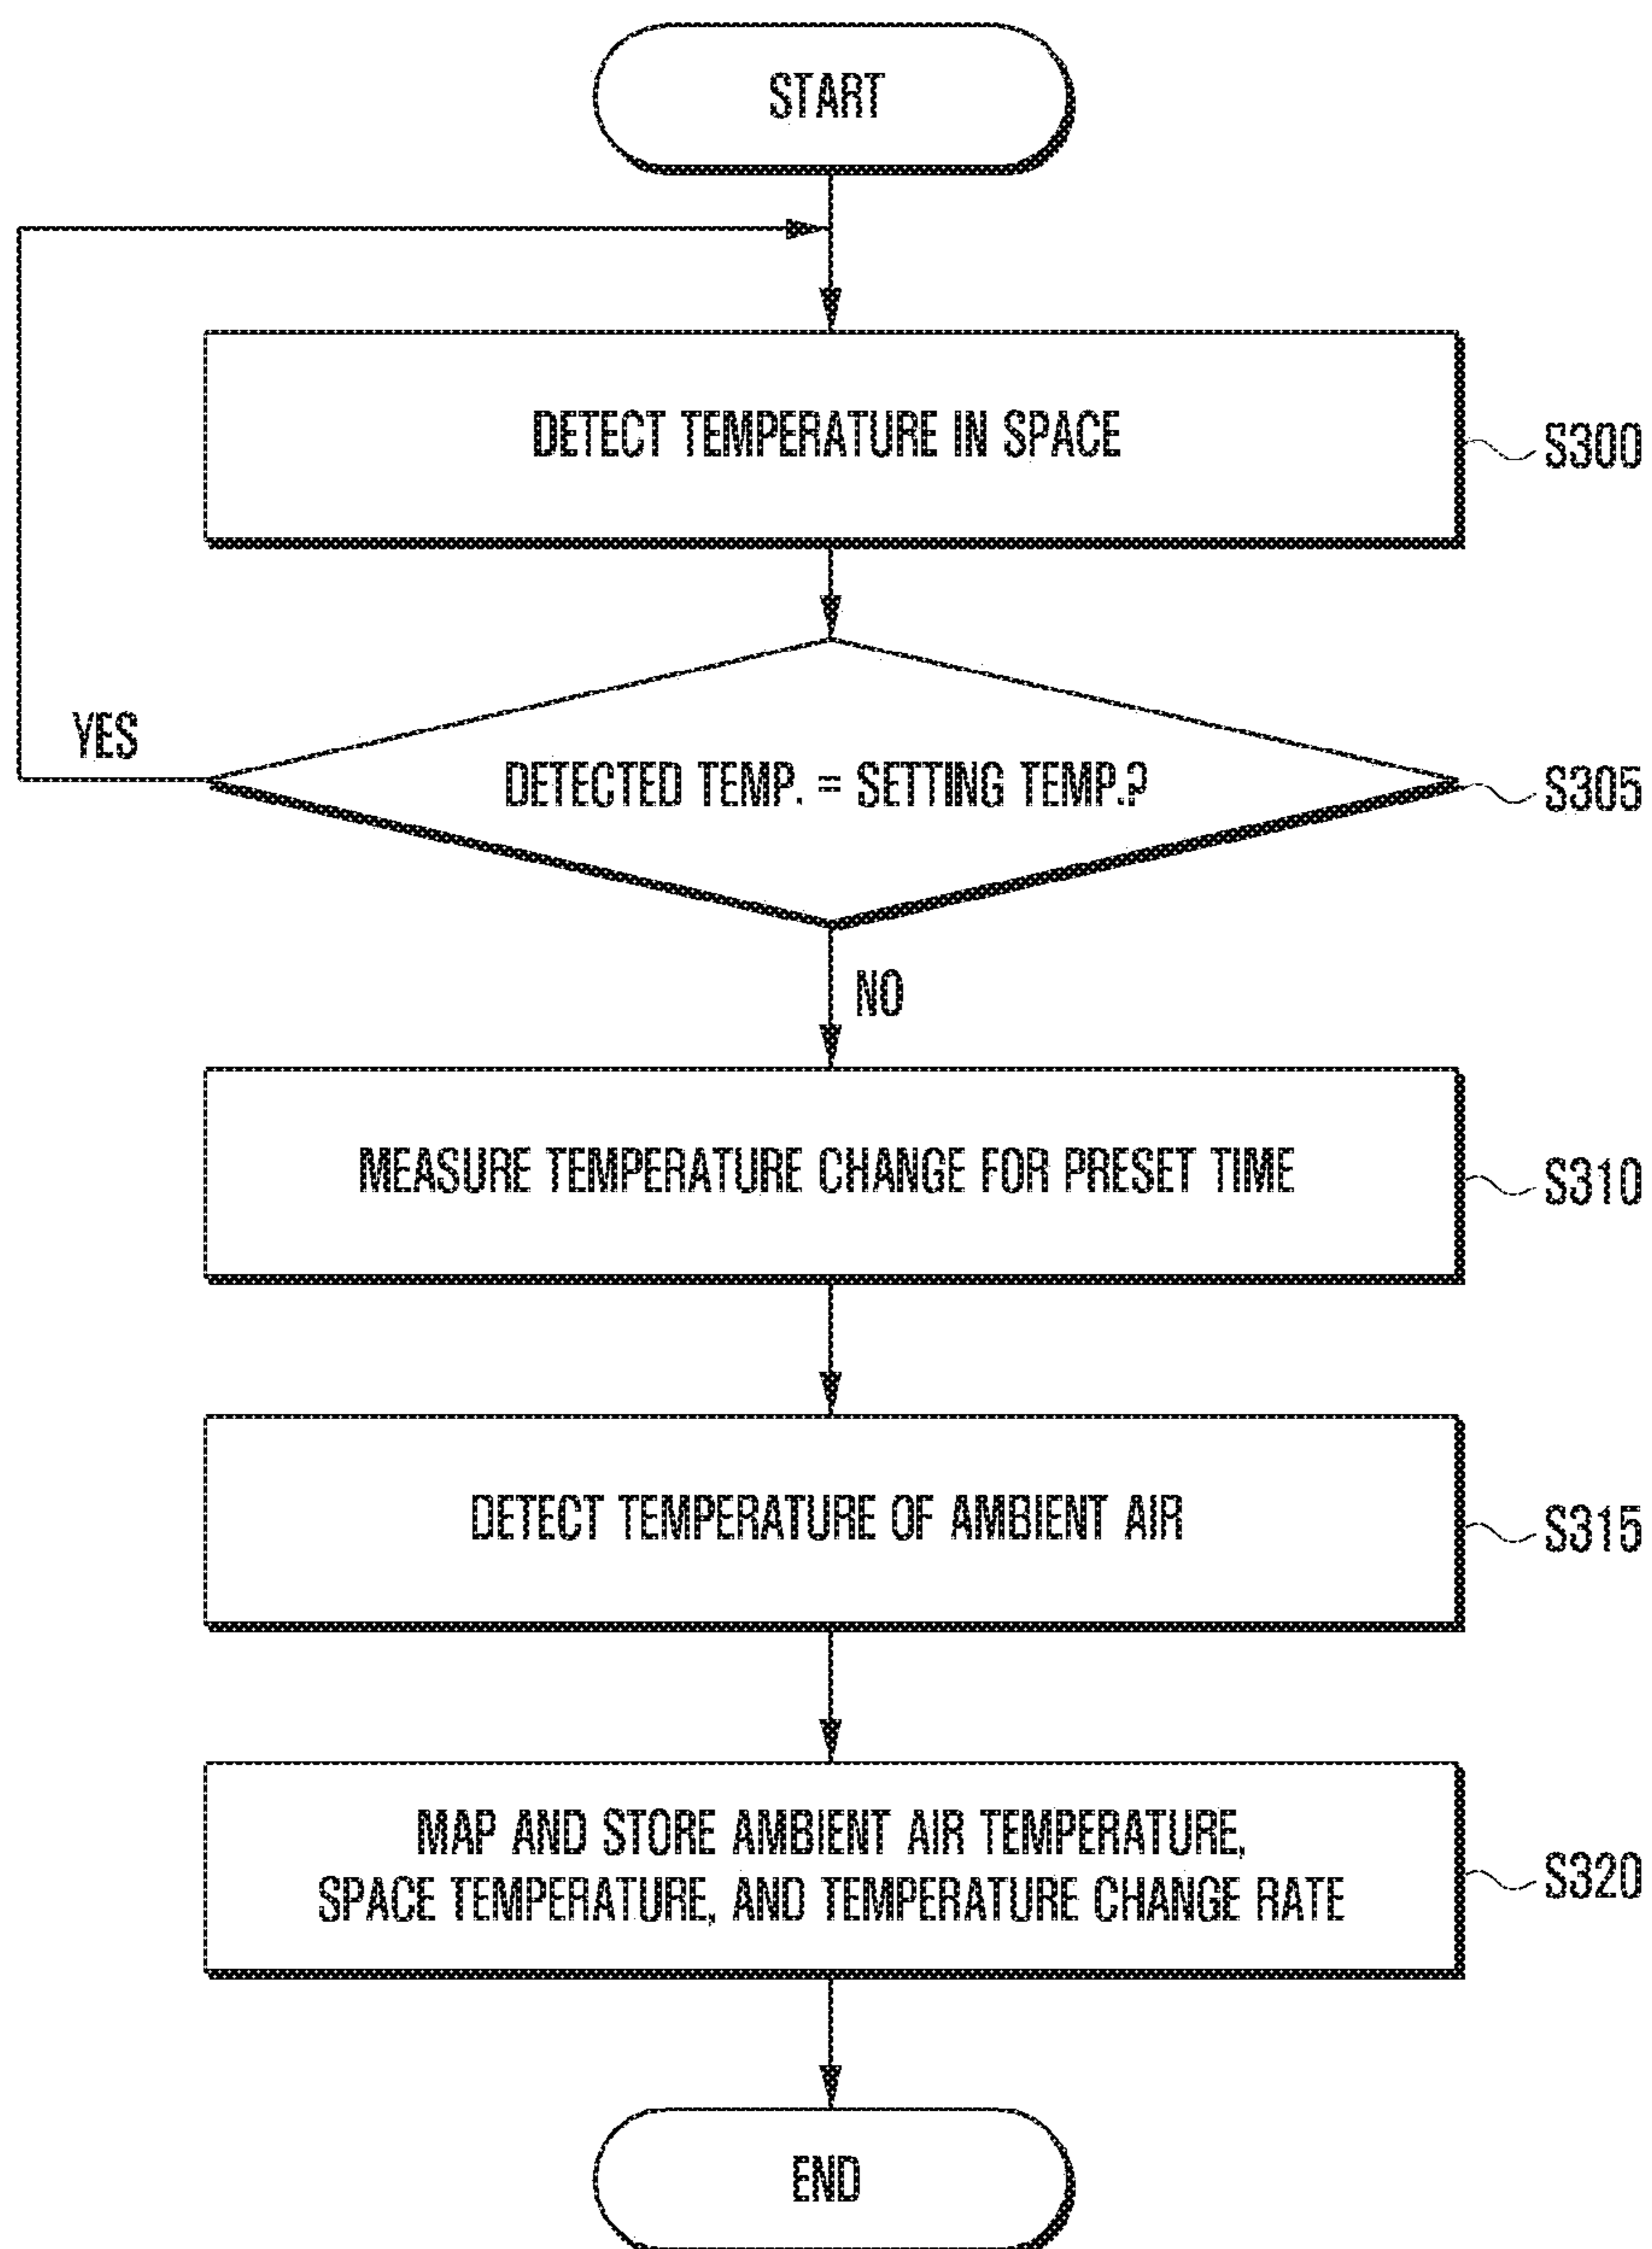 START
DETECT TEMPERATURE IN SPACE
S300
YES
DETECTED TEMP. = SETTING TEMP.?
S305
NO
MEASURE TEMPERATURE CHANGE FOR PRESET TIME
S310
DETECT TEMPERATURE OF AMBIENT AIR
S315
MAP AND STORE AMBIENT AIR TEMPERATURE,
SPACE TEMPERATURE, AND TEMPERATURE CHANGE RATE
S320
END